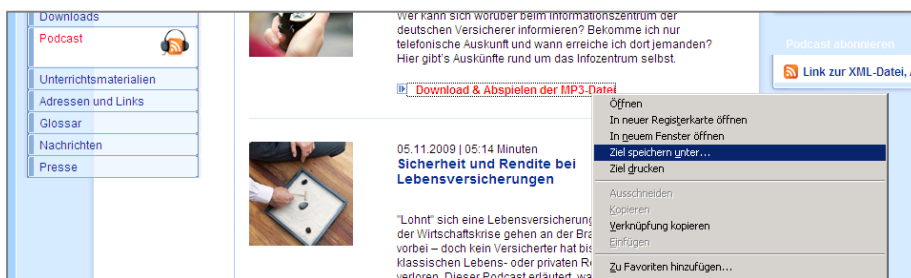 Downloads
Podcast
Unterrichtsmaterialien
Adressen und Links
Glossar
Nachrichten
Presse
Wer kann sich worüber beim Informationszentrum der
deutschen Versicherer informieren? Bekomme ich nur
telefonische Auskunft und wann erreiche ich dort jemanden?
Hier gibt's Auskünfte rund um das Infozentrum selbst.
Download & Abspielen der MP3-Datei
05.11.2009 | 05:14 Minuten
Sicherheit und Rendite bei
Lebensversicherungen
"Lohnt" sich eine Lebensversicherung
der Wirtschaftskrise gehen an der Bra
vorbei – doch kein Versicherter hat bis
klassischen Lebens- oder privaten R
verloren. Dieser Podcast erläutert, wa
Öffnen
In neuer Registerkarte öffnen
In neuem Fenster öffnen
Ziel speichern unter...
Ziel drucken
Ausschneiden
Kopieren
Verknüpfung kopieren
Einfügen
Zu Favoriten hinzufügen...
Podcast abonnieren
Link zur XML-Datei,